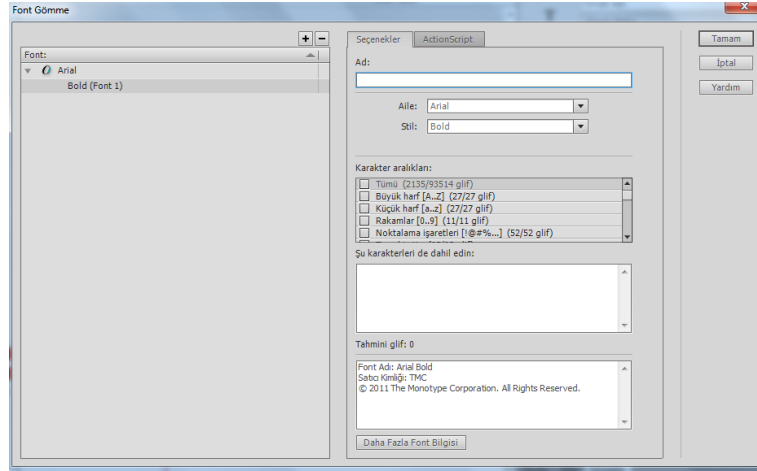 Font Gömme
Font:
Arial
Bold (Font 1)
Seçenekler
ActionScript
Ad:
Aile: Arial
Stil: Bold
Karakter aralıkları:
Tümü (2135/93514 glif)
Büyük harf [A..Z] (27/27 glif)
Küçük harf [a..z] (27/27 glif)
Rakamlar [0..9] (11/11 glif)
Noktalama işaretleri [!@#%...] (52/52 glif)
Şu karakterleri de dahil edin:
Tahmini glif: 0
Font Adı: Arial Bold
Satıcı Kimliği: TMC
© 2011 The Monotype Corporation. All Rights Reserved.
Daha Fazla Font Bilgisi
Tamam
İptal
Yardım